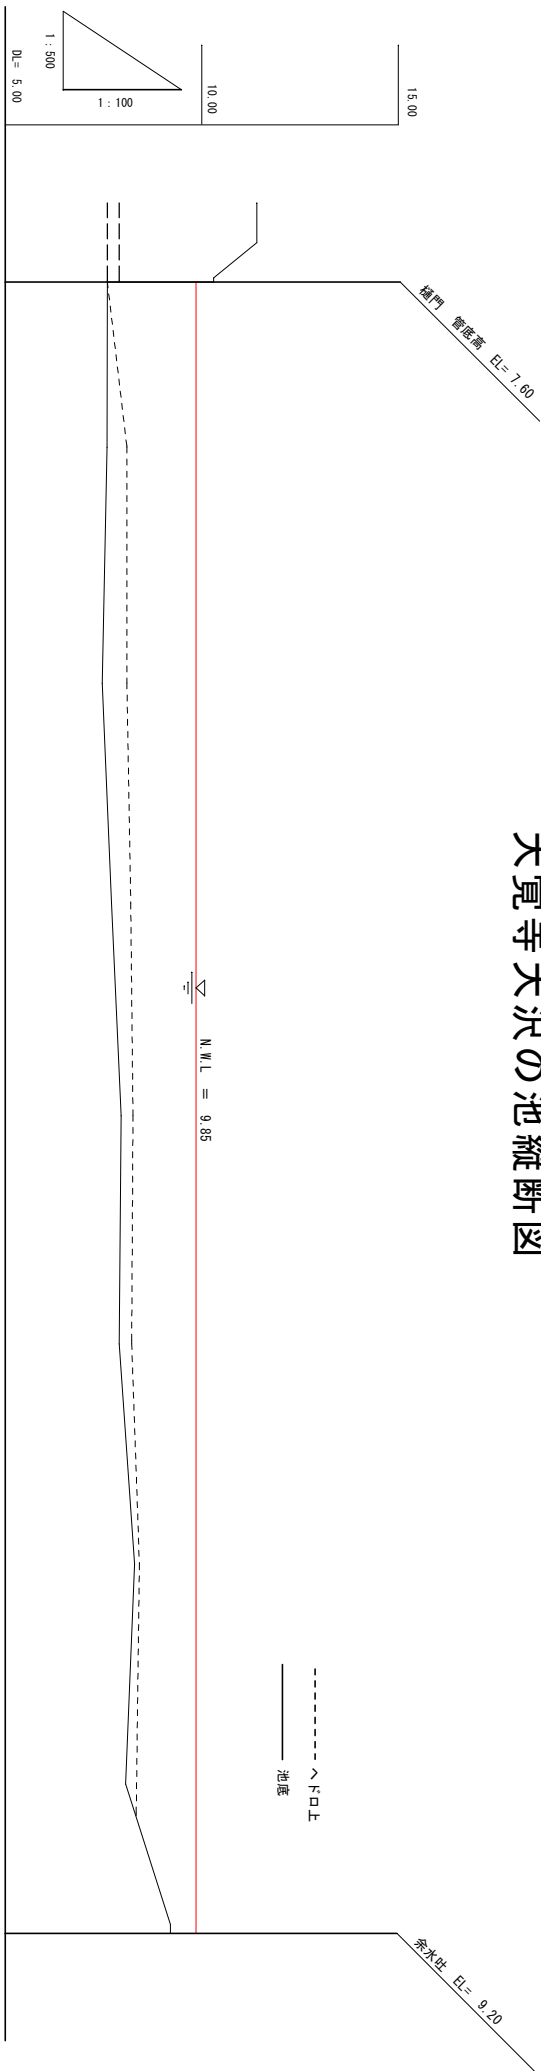 大覚寺大沢の池縦断図
15.00
10.00
DL= 5.00
1 : 500
1 : 100
樋門 管底高 EL= 7.60
N.W.L = 9.85
ヘドロ上
池底
余水吐 EL= 9.20